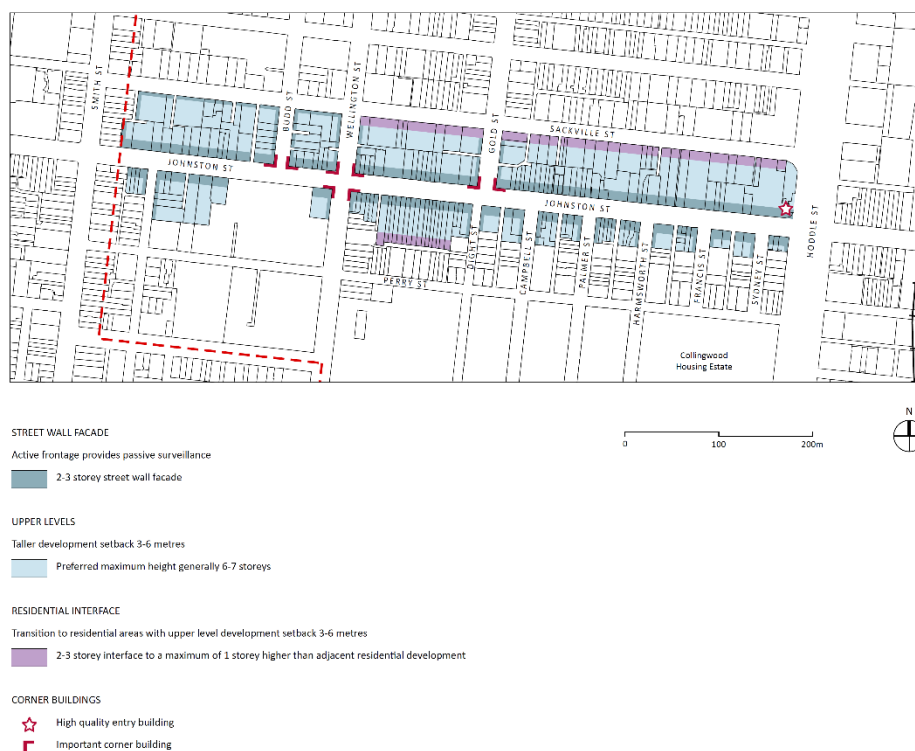 SMITH ST
BUDD ST
WELLINGTON ST
GOLD ST
SACKVILLE ST
JOHNSTON ST
JOHNSTON ST
HODDLE ST
DIGHT ST
CAMPBELL ST
PALMER ST
HARMSWORTH ST
FRANCIS ST
SYDNEY ST
PERRY ST
Collingwood
Housing Estate
STREET WALL FACADE
Active frontage provides passive surveillance
2-3 storey street wall facade
UPPER LEVELS
Taller development setback 3-6 metres
Preferred maximum height generally 6-7 storeys
RESIDENTIAL INTERFACE
Transition to residential areas with upper level development setback 3-6 metres
2-3 storey interface to a maximum of 1 storey higher than adjacent residential development
CORNER BUILDINGS
High quality entry building
Important corner building
0 100 200m
N